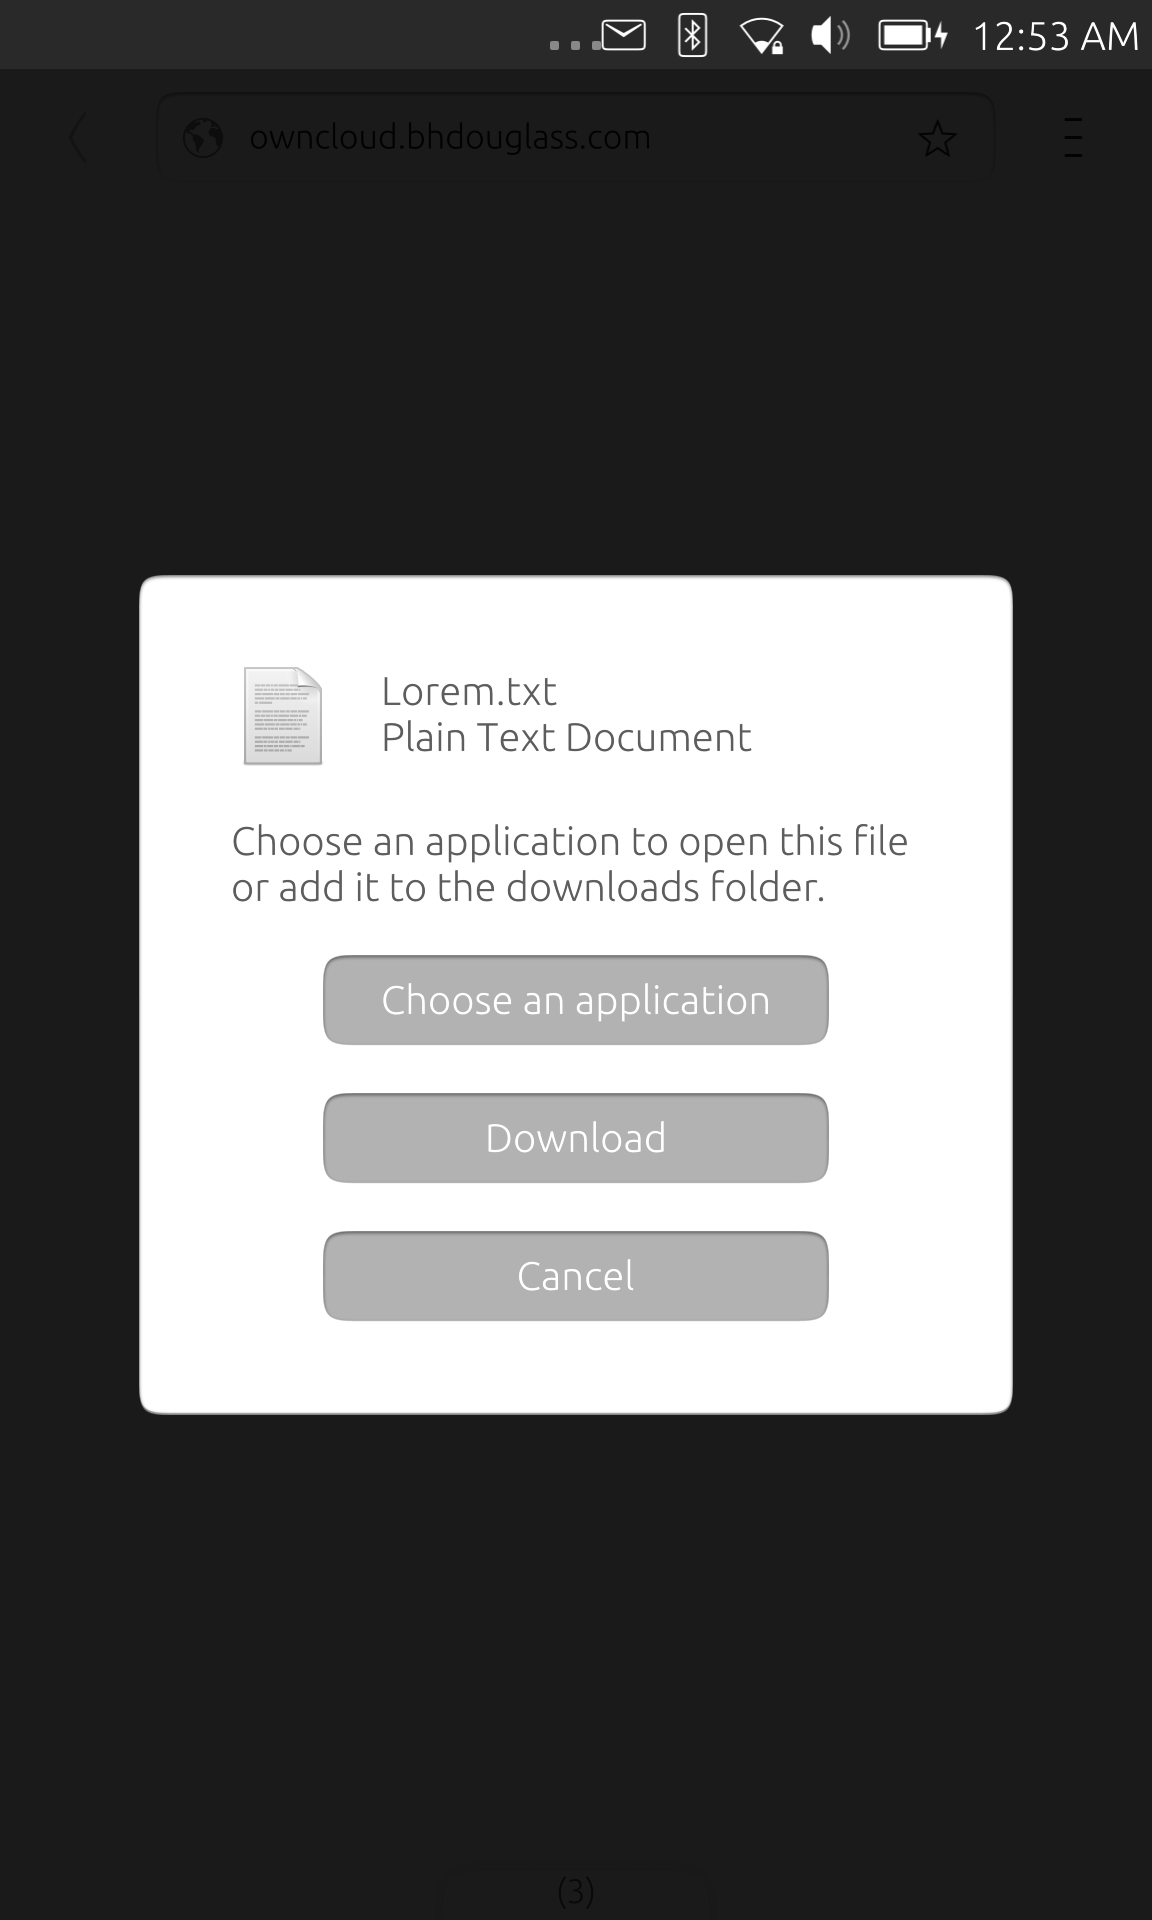 12:53 AM
owncloud.bhdouglass.com
Lorem.txt
Plain Text Document
Choose an application to open this file
or add it to the downloads folder.
Choose an application
Download
Cancel
(3)